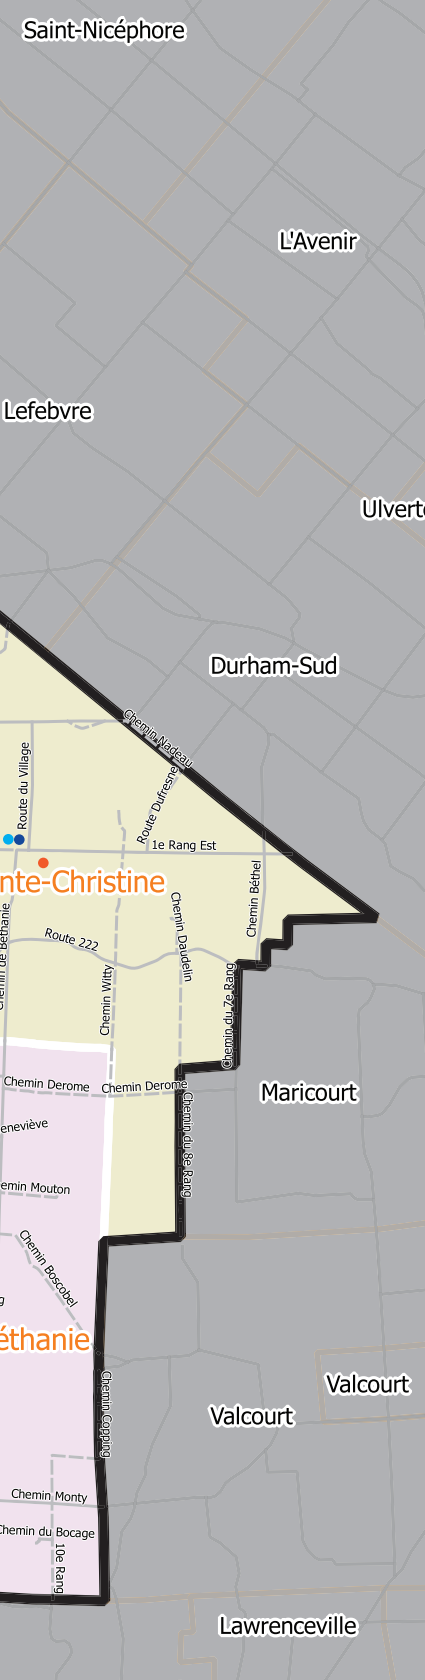 Saint-Nicéphore
L'Avenir
Lefebvre
Ulverto
Durham-Sud
Chemin Nadeau
Route du Village
Route Dufresne
1e Rang Est
nte-Christine
Chemin Béthel
Chemin Daudelin
Chemin de Béthanie
Route 222
Chemin Witty
Chemin du 7e Rang
Chemin Derome
Chemin Derome
Maricourt
Chemin du 8e Rang
eneviève
emin Mouton
Chemin Boscobel
g
éthanie
Valcourt
Valcourt
Chemin Copping
Chemin Monty
Chemin du Bocage
10e Rang
Lawrenceville